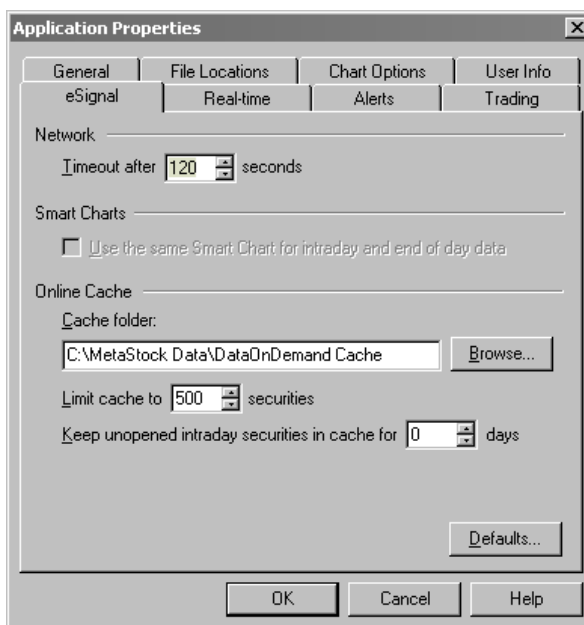 Application Properties
General File Locations Chart Options User Info
eSignal Real-time Alerts Trading
Network
Timeout after 120 seconds
Smart Charts
Use the same Smart Chart for intraday and end of day data
Online Cache
Cache folder:
C:\MetaStock Data\DataOnDemand Cache Browse...
Limit cache to 500 securities
Keep unopened intraday securities in cache for 0 days
Defaults...
OK Cancel Help